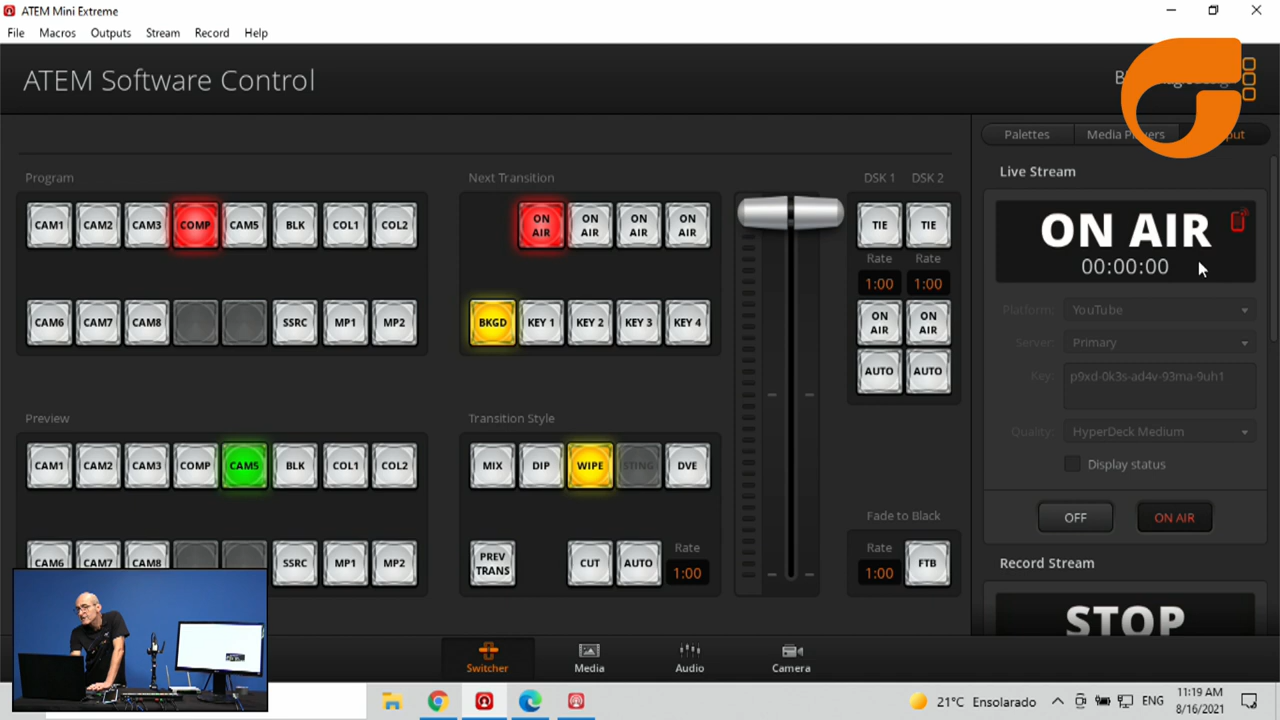 ATEM Mini Extreme
File Macros Outputs Stream Record Help
ATEM Software Control
Palettes Media Players
Program Next Transition DSK 1 DSK 2 Live Stream
CAM1 CAM2 CAM3 COMP CAM5 BLK COL1 COL2
ON AIR ON AIR ON AIR ON AIR
TIE TIE
ON AIR
00:00:00
Rate Rate
1:00 1:00
Platform: YouTube
CAM6 CAM7 CAM8 SSRC MP1 MP2
BKGD KEY 1 KEY 2 KEY 3 KEY 4
ON AIR ON AIR
Server: Primary
AUTO AUTO
Key: p9xd-0k3s-ad4v-93ma-9uh1
Preview Transition Style
Quality: HyperDeck Medium
CAM1 CAM2 CAM3 COMP CAM5 BLK COL1 COL2
MIX DIP WIPE STING DVE
Display status
Fade to Black
OFF ON AIR
CAM6 CAM7 CAM8 SSRC MP1 MP2
PREV TRANS CUT AUTO
Rate
1:00
Rate
1:00
FTB
Record Stream
STOP
Switcher Media Audio Camera
21°C Ensolarado
ENG
11:19 AM
8/16/2021